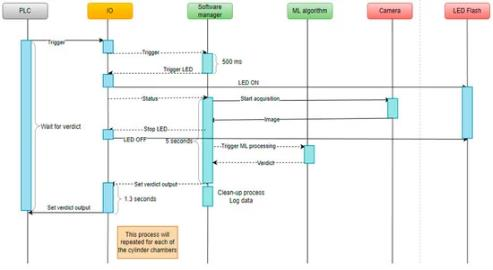 PLC
I/O
Software
manager
ML algorithm
Camera
LED Flash
Trigger
Trigger
500 ms
Trigger LED
LED ON
Status
Start acquisition
Image
Wait for verdict
Stop LED
LED OFF
5 seconds
Trigger ML processing
Verdict
Set verdict output
Clean-up process
Log data
1.3 seconds
Set verdict output
This process will
repeated for each of
the cylinder chambers